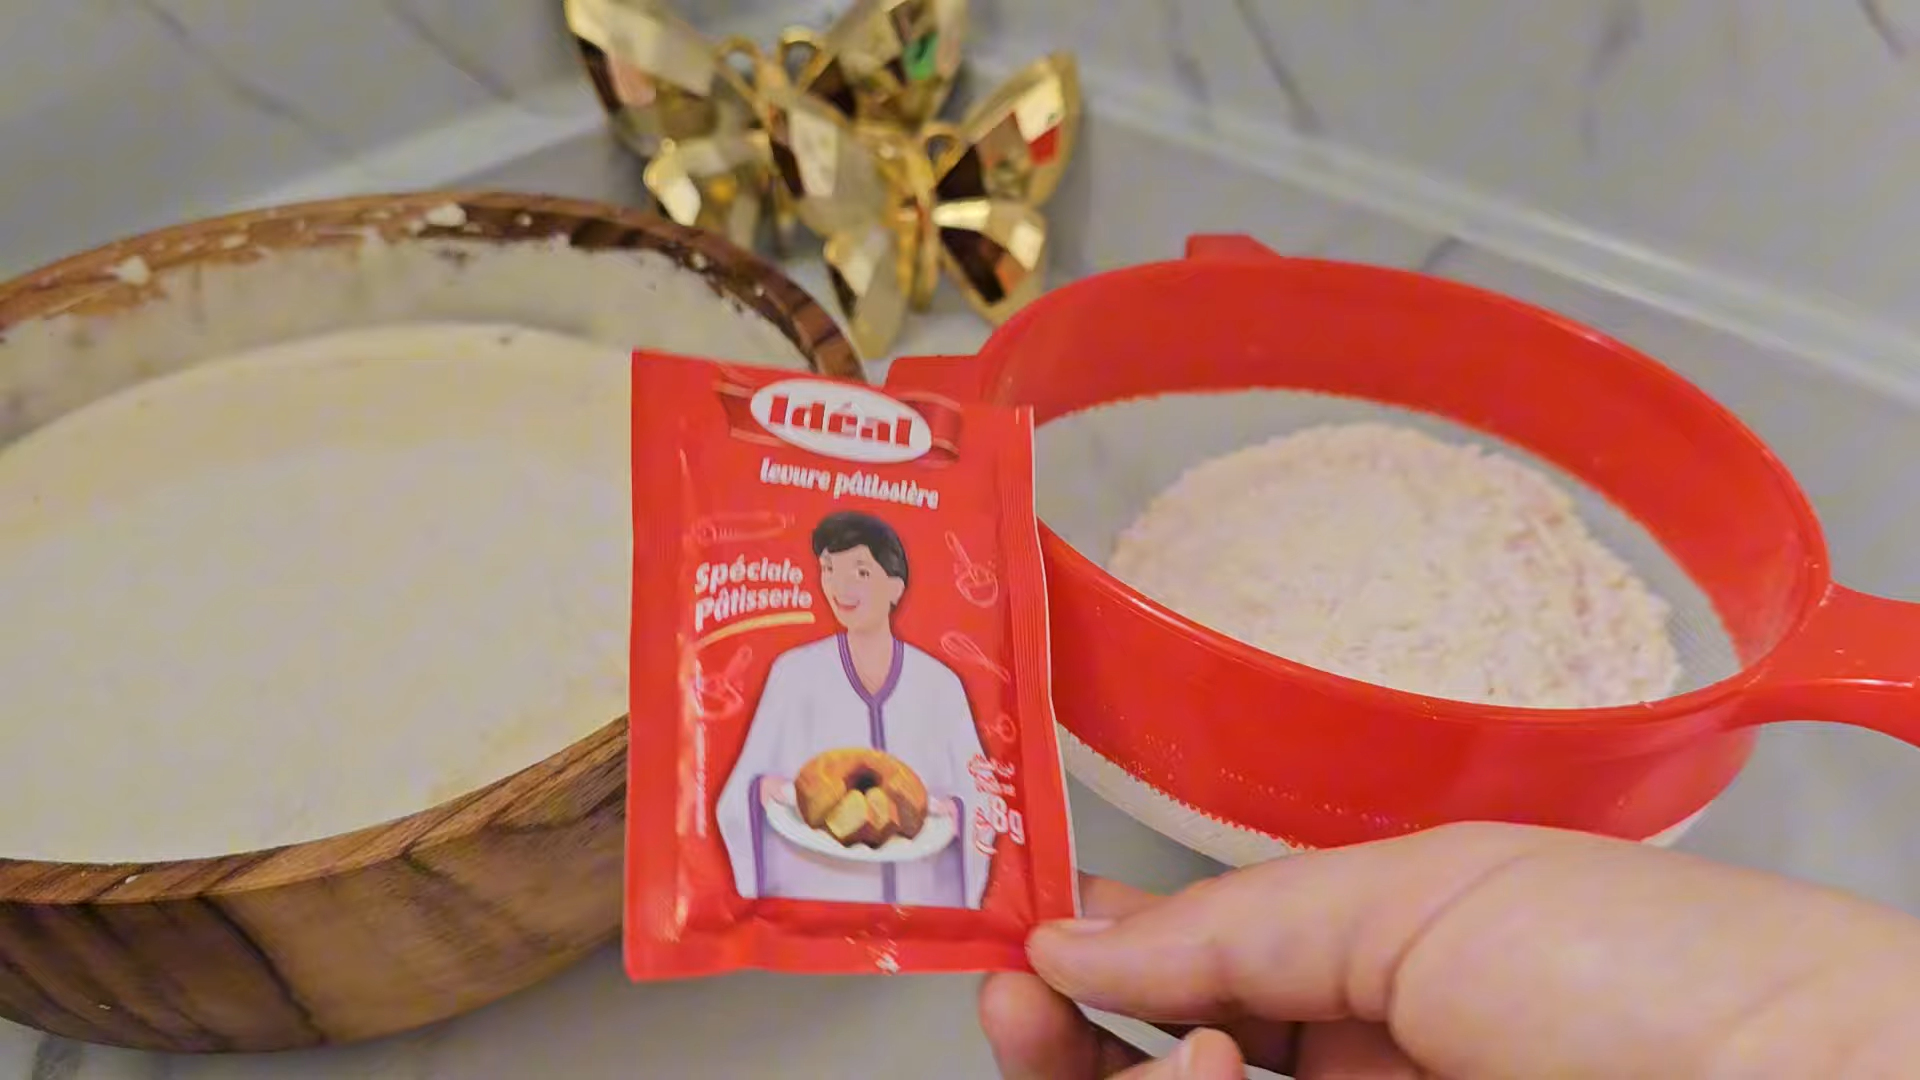 Idéal
levure pâtissière
Spéciale
Pâtisserie
8g